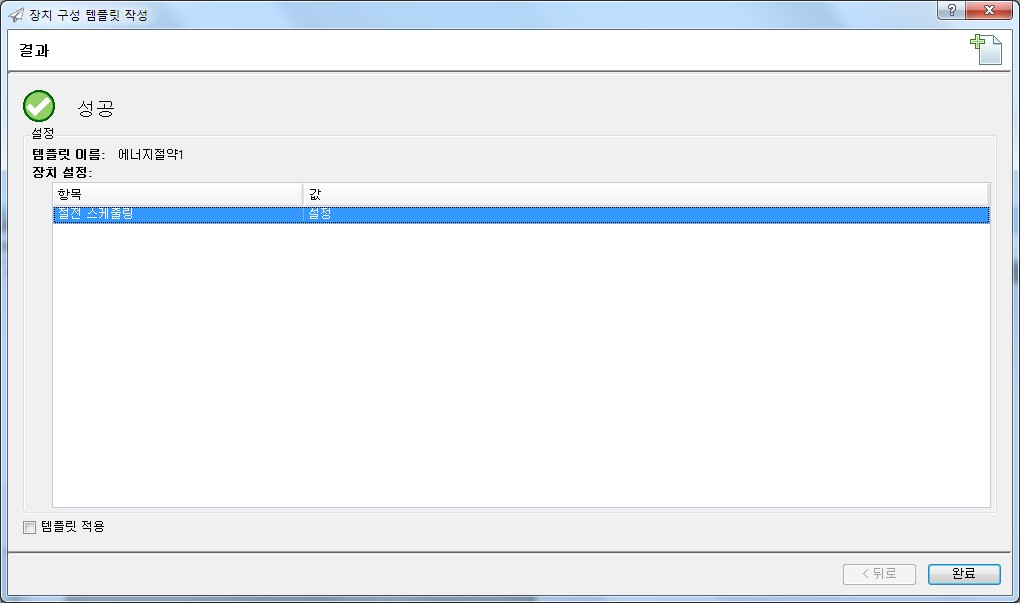 장치 구성 템플릿 작성
?
결과
성공
설정
템플릿 이름: 에너지절약1
장치 설정:
항목 값
절전 스케줄링 설정
템플릿 적용
< 뒤로 완료